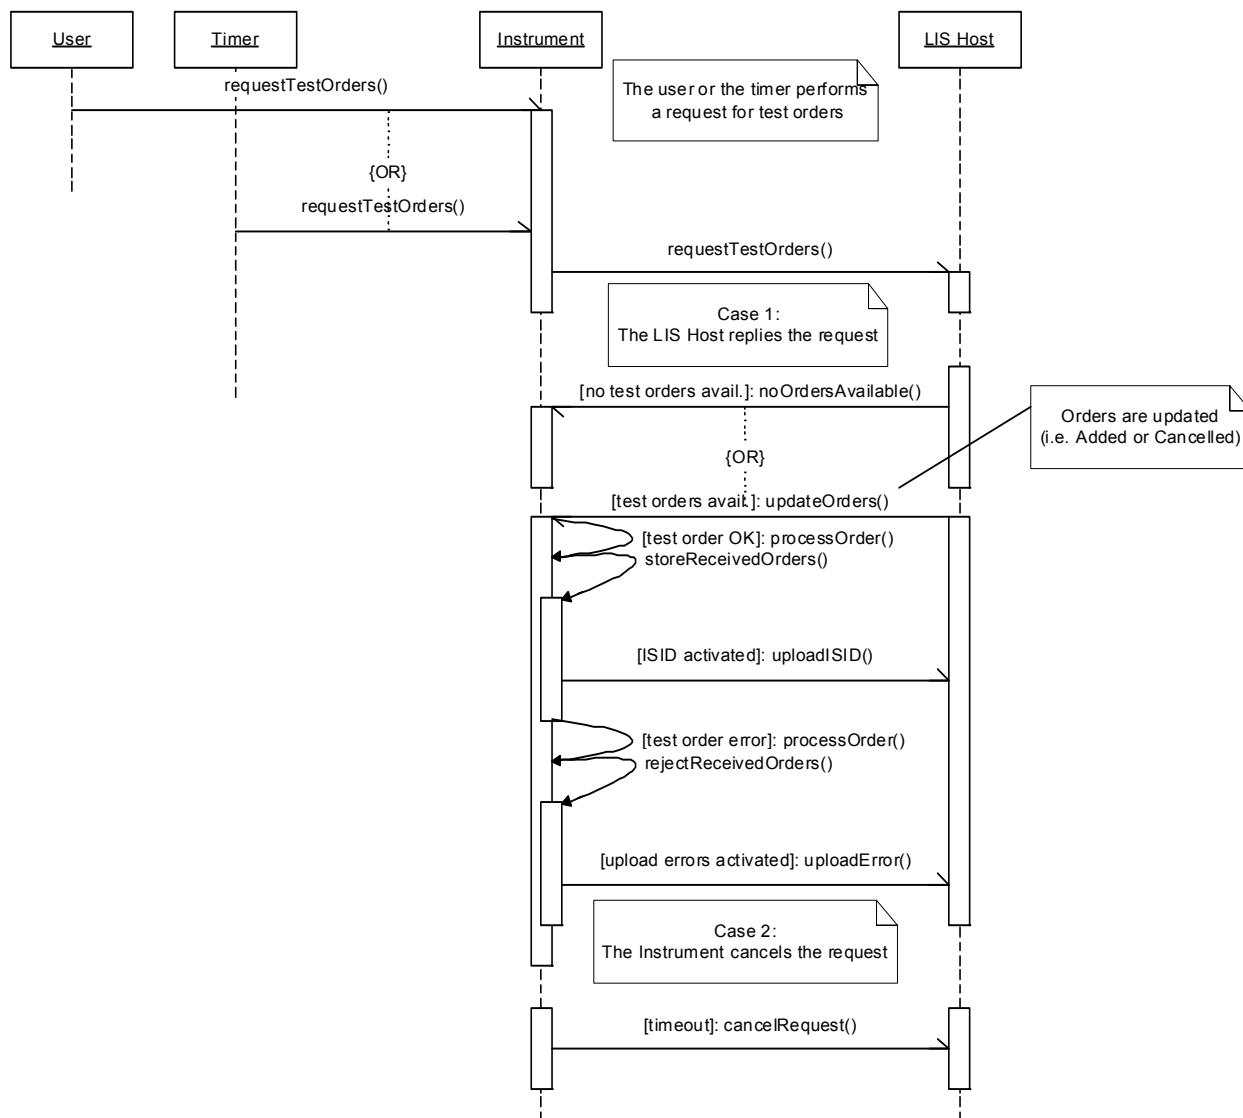 User
Timer
Instrument
LIS Host
requestTestOrders()
The user or the timer performs
a request for test orders
{OR}
requestTestOrders()
requestTestOrders()
Case 1:
The LIS Host replies the request
[no test orders avail.]: noOrdersAvailable()
Orders are updated
(i.e. Added or Cancelled)
{OR}
[test orders avail.]: updateOrders()
[test order OK]: processOrder()
storeReceivedOrders()
[ISID activated]: uploadISID()
[test order error]: processOrder()
rejectReceivedOrders()
[upload errors activated]: uploadError()
Case 2:
The Instrument cancels the request
[timeout]: cancelRequest()